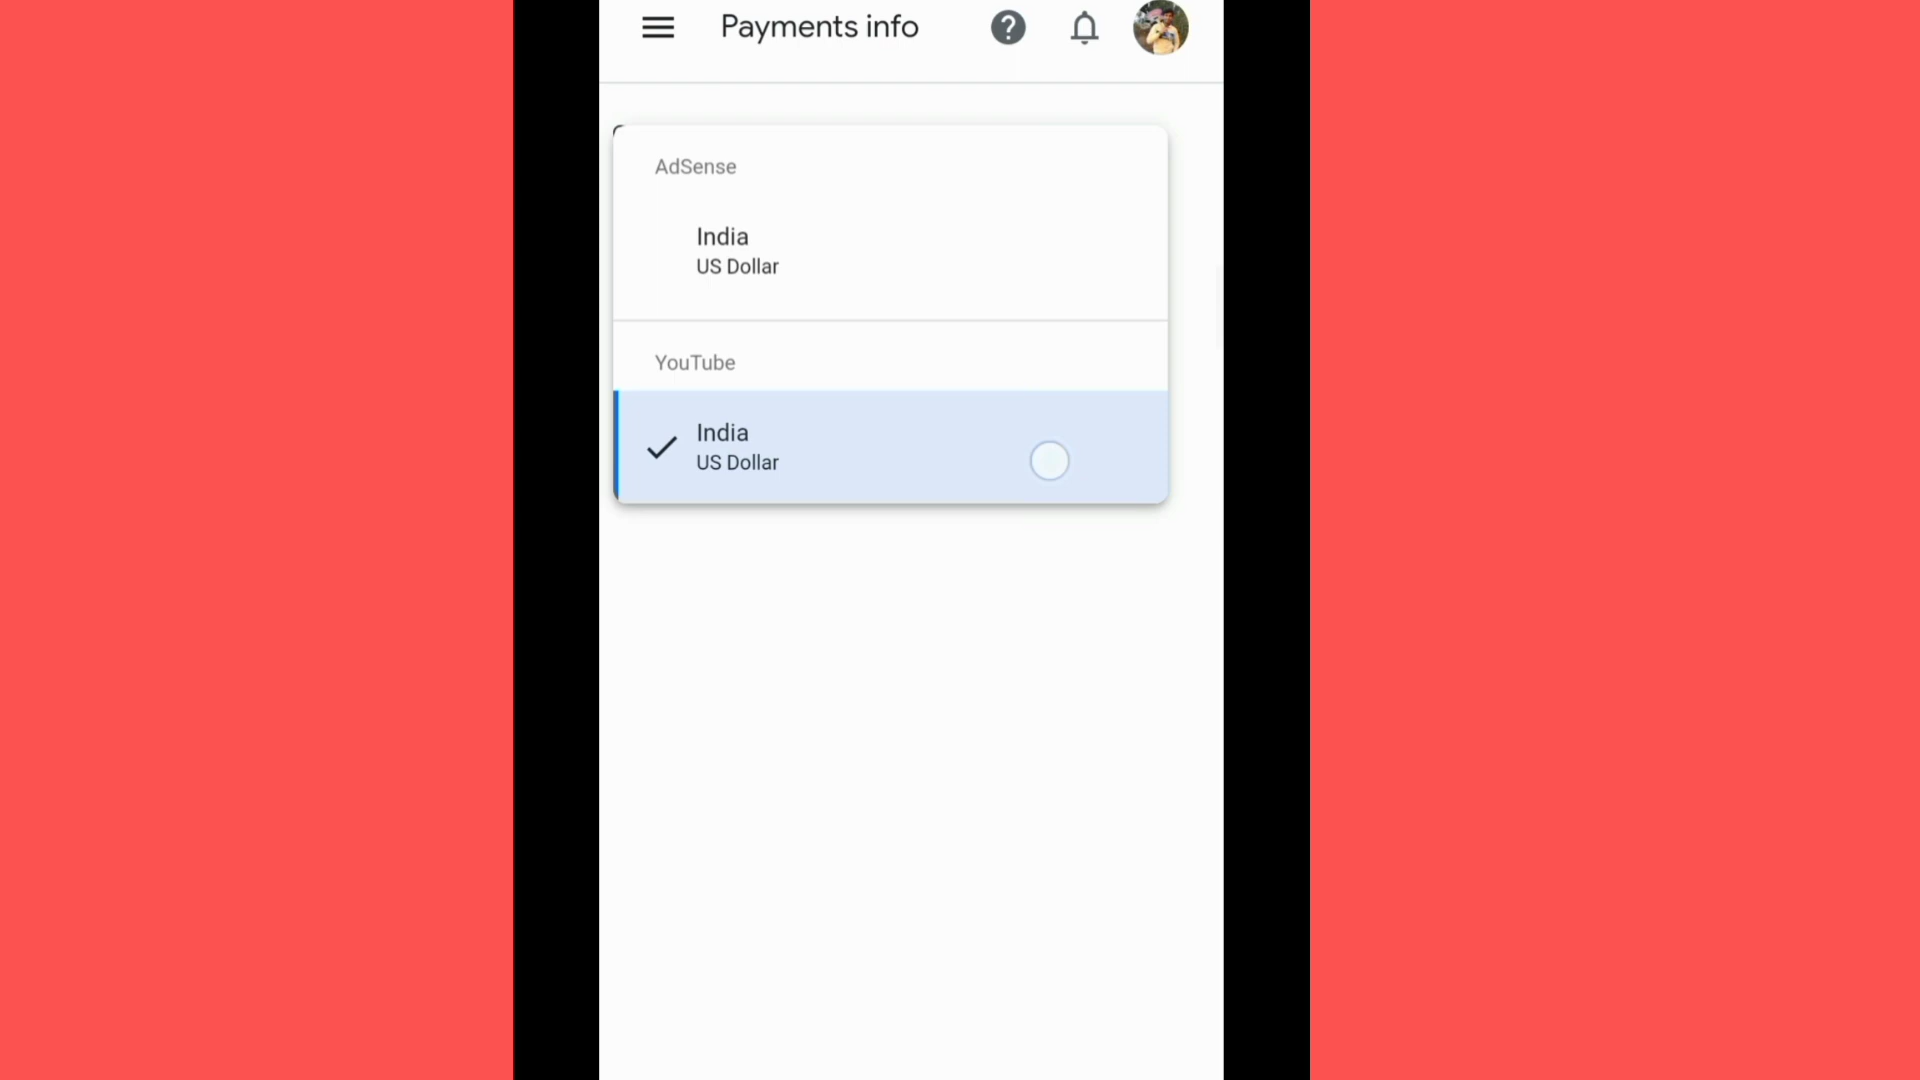 Payments info
AdSense
India
US Dollar
YouTube
India
US Dollar